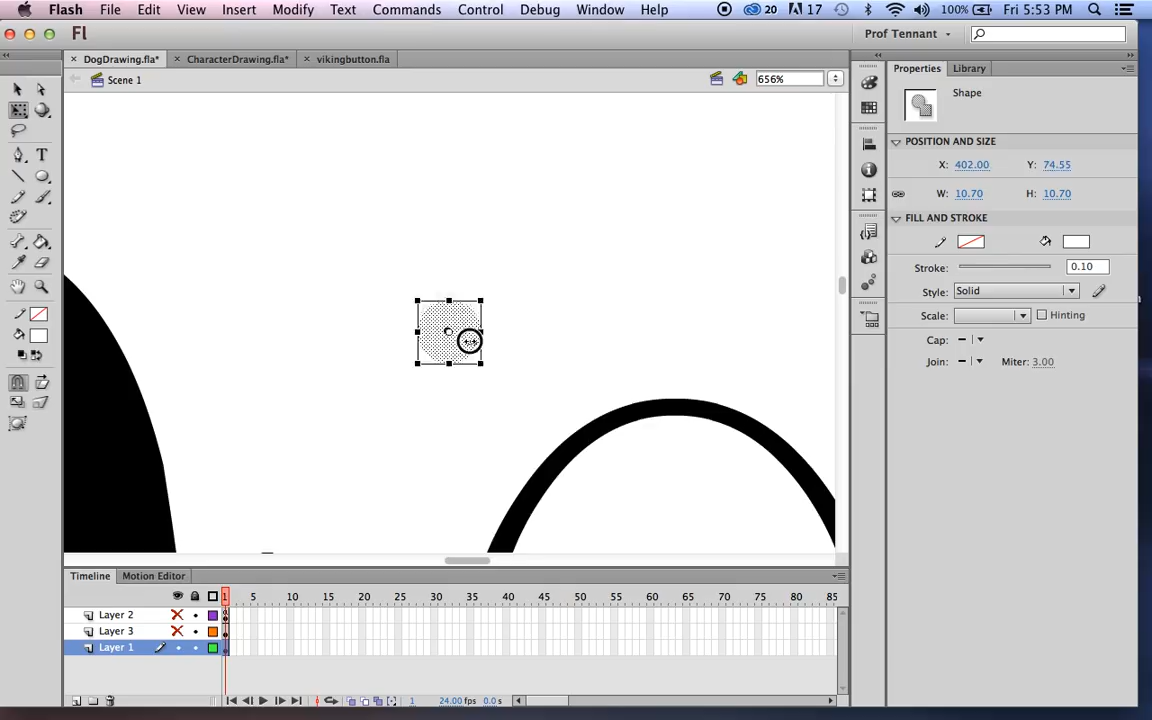 Flash File Edit View Insert Modify Text Commands Control Debug Window Help 20 17 100% Fri 5:53 PM
Fl Prof Tennant
DogDrawing.fla* CharacterDrawing.fla* vikingbutton.fla
Scene 1 656%
Properties Library
Shape
POSITION AND SIZE
X: 402.00 Y: 74.55
W: 10.70 H: 10.70
FILL AND STROKE
Stroke: 0.10
Style: Solid
Scale: Hinting
Cap:
Join: Miter: 3.00
Timeline Motion Editor
1 5 10 15 20 25 30 35 40 45 50 55 60 65 70 75 80 85
Layer 2
Layer 3
Layer 1
1 24.00 fps 0.0 s